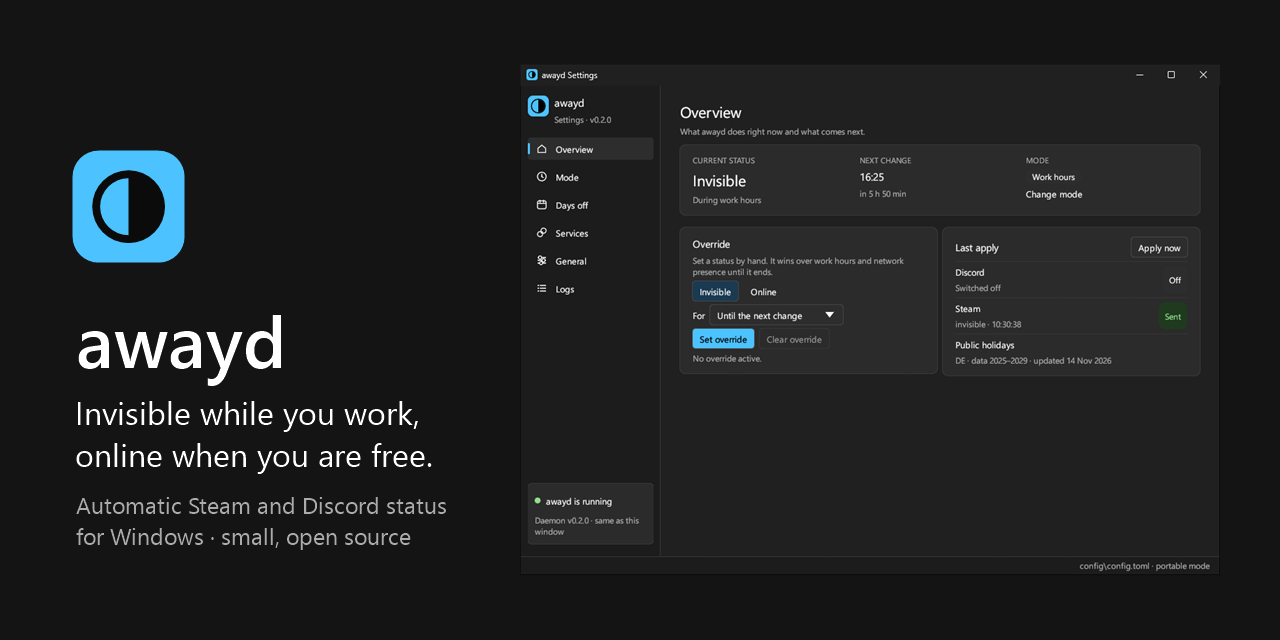 awayd
Invisible while you work,
online when you are free.
Automatic Steam and Discord status
for Windows · small, open source
awayd Settings
awayd
Settings · v0.2.0
Overview
Mode
Days off
Services
General
Logs
awayd is running
Daemon v0.2.0 · same as this
window
Overview
What awayd does right now and what comes next.
CURRENT STATUS
Invisible
During work hours
NEXT CHANGE
16:25
in 5 h 50 min
MODE
Work hours
Change mode
Override
Set a status by hand. It wins over work hours and network
presence until it ends.
Invisible Online
For Until the next change
Set override Clear override
No override active.
Last apply Apply now
Discord
Switched off
Off
Steam
invisible · 10:30:38
Sent
Public holidays
DE · data 2025–2029 · updated 14 Nov 2026
config\config.toml · portable mode